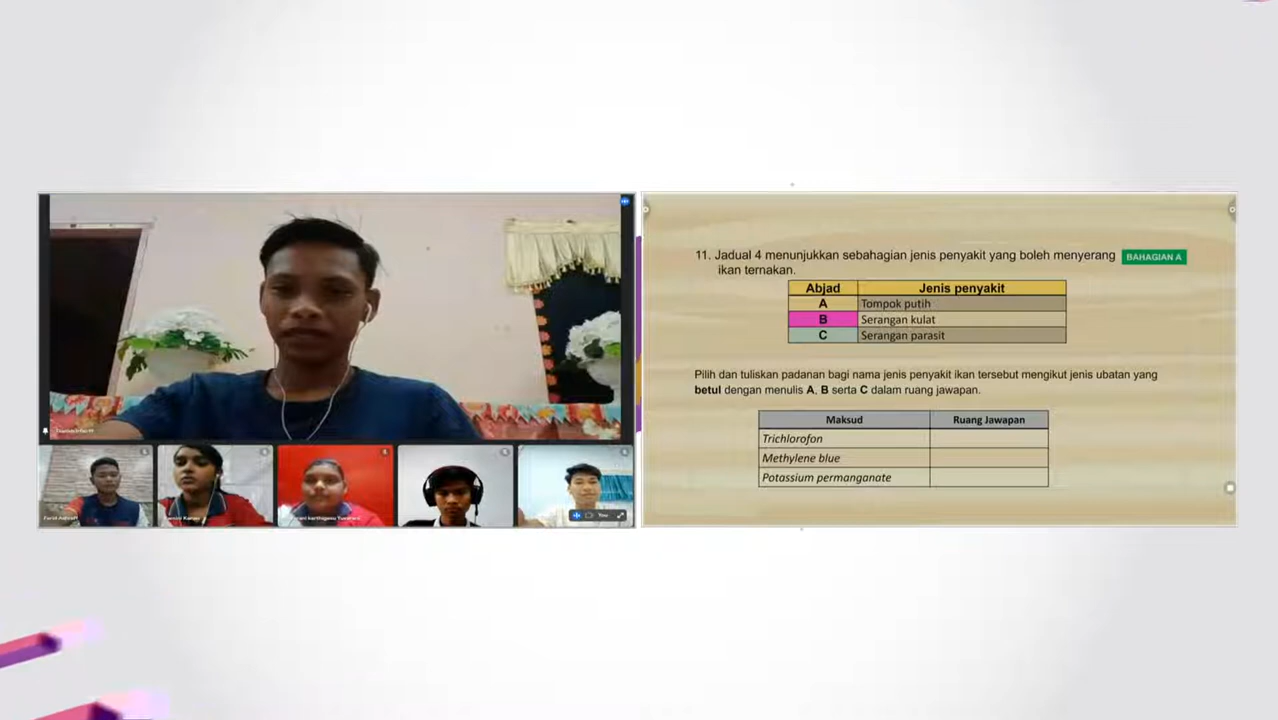 11. Jadual 4 menunjukkan sebahagian jenis penyakit yang boleh menyerang
BAHAGIAN A
ikan ternakan.
Abjad Jenis penyakit
A Tompok putih
B Serangan kulat
C Serangan parasit
Pilih dan tuliskan padanan bagi nama jenis penyakit ikan tersebut mengikut jenis ubatan yang
betul dengan menulis A, B serta C dalam ruang jawapan.
Maksud Ruang Jawapan
Trichlorofon
Methylene blue
Potassium permanganate
You